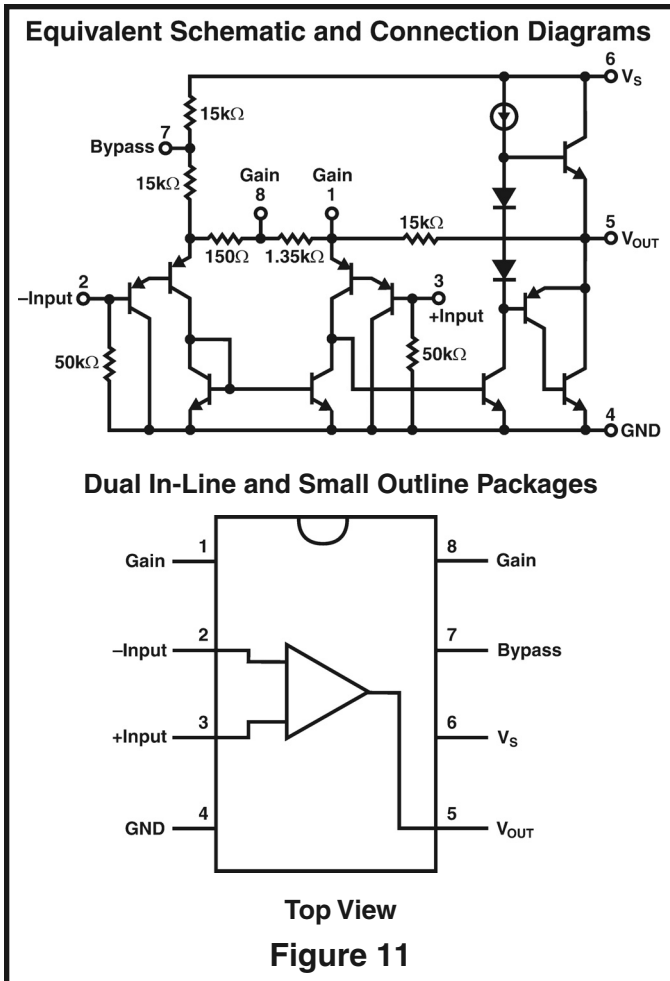 Equivalent Schematic and Connection Diagrams
6
VS
15kΩ
7
Bypass
15kΩ
Gain
8
Gain
1
15kΩ
5
VOUT
150Ω
1.35kΩ
2
–Input
3
+Input
50kΩ
50kΩ
4
GND
Dual In-Line and Small Outline Packages
1
Gain
8
Gain
2
–Input
7
Bypass
3
+Input
6
VS
4
GND
5
VOUT
Top View
Figure 11